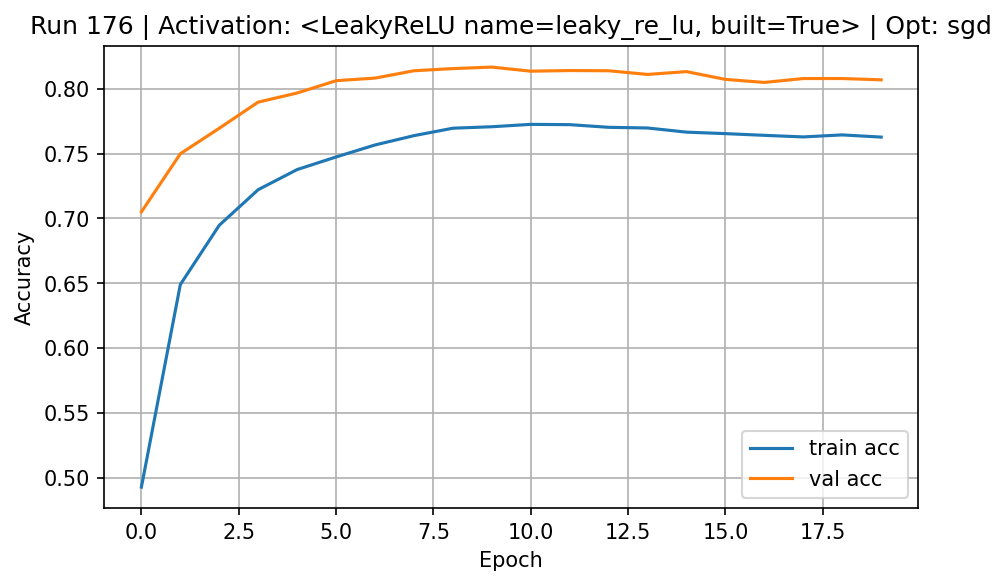 Run 176 | Activation: <LeakyReLU name=leaky_re_lu, built=True> | Opt: sgd
0.80
0.75
0.70
0.65
0.60
0.55
0.50
Accuracy
train acc
val acc
0.0 2.5 5.0 7.5 10.0 12.5 15.0 17.5
Epoch